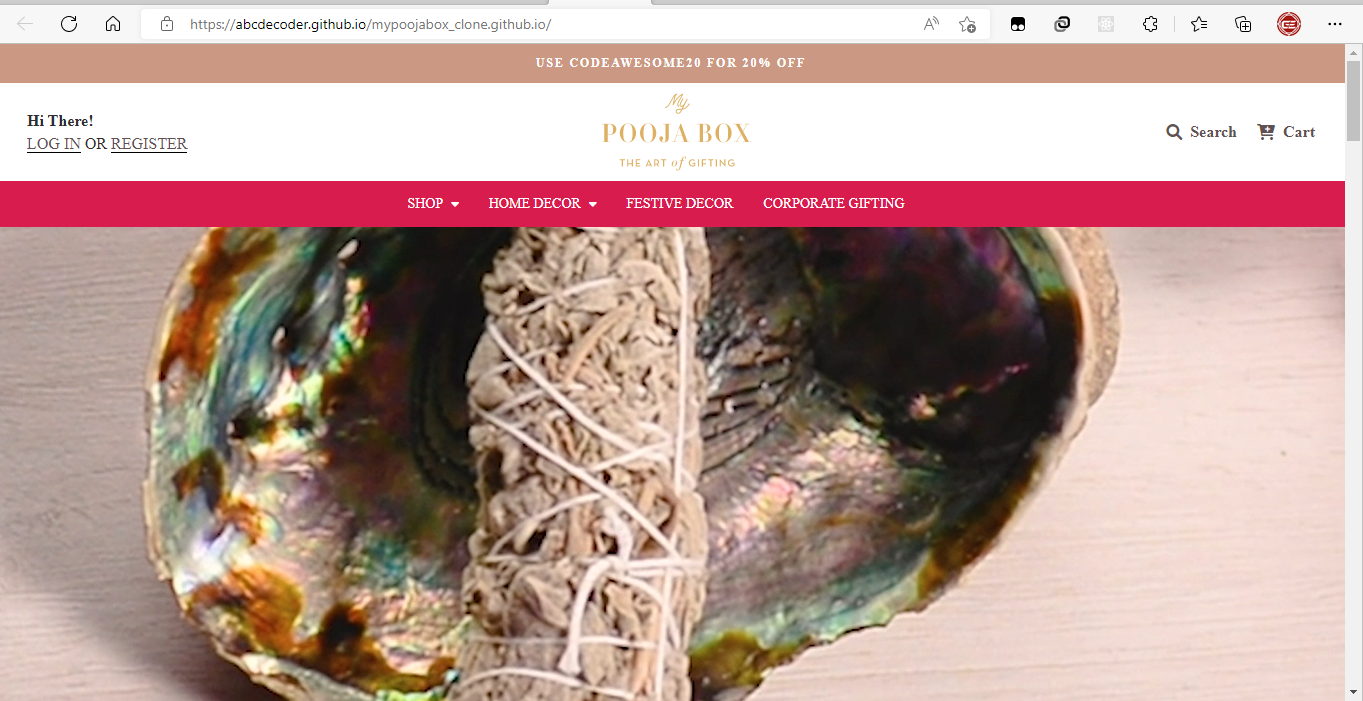 https://abcdecoder.github.io/mypoojabox_clone.github.io/
USE CODEAWESOME20 FOR 20% OFF
Hi There!
LOG IN OR REGISTER
My
POOJA BOX
THE ART of GIFTING
Search Cart
SHOP HOME DECOR FESTIVE DECOR CORPORATE GIFTING